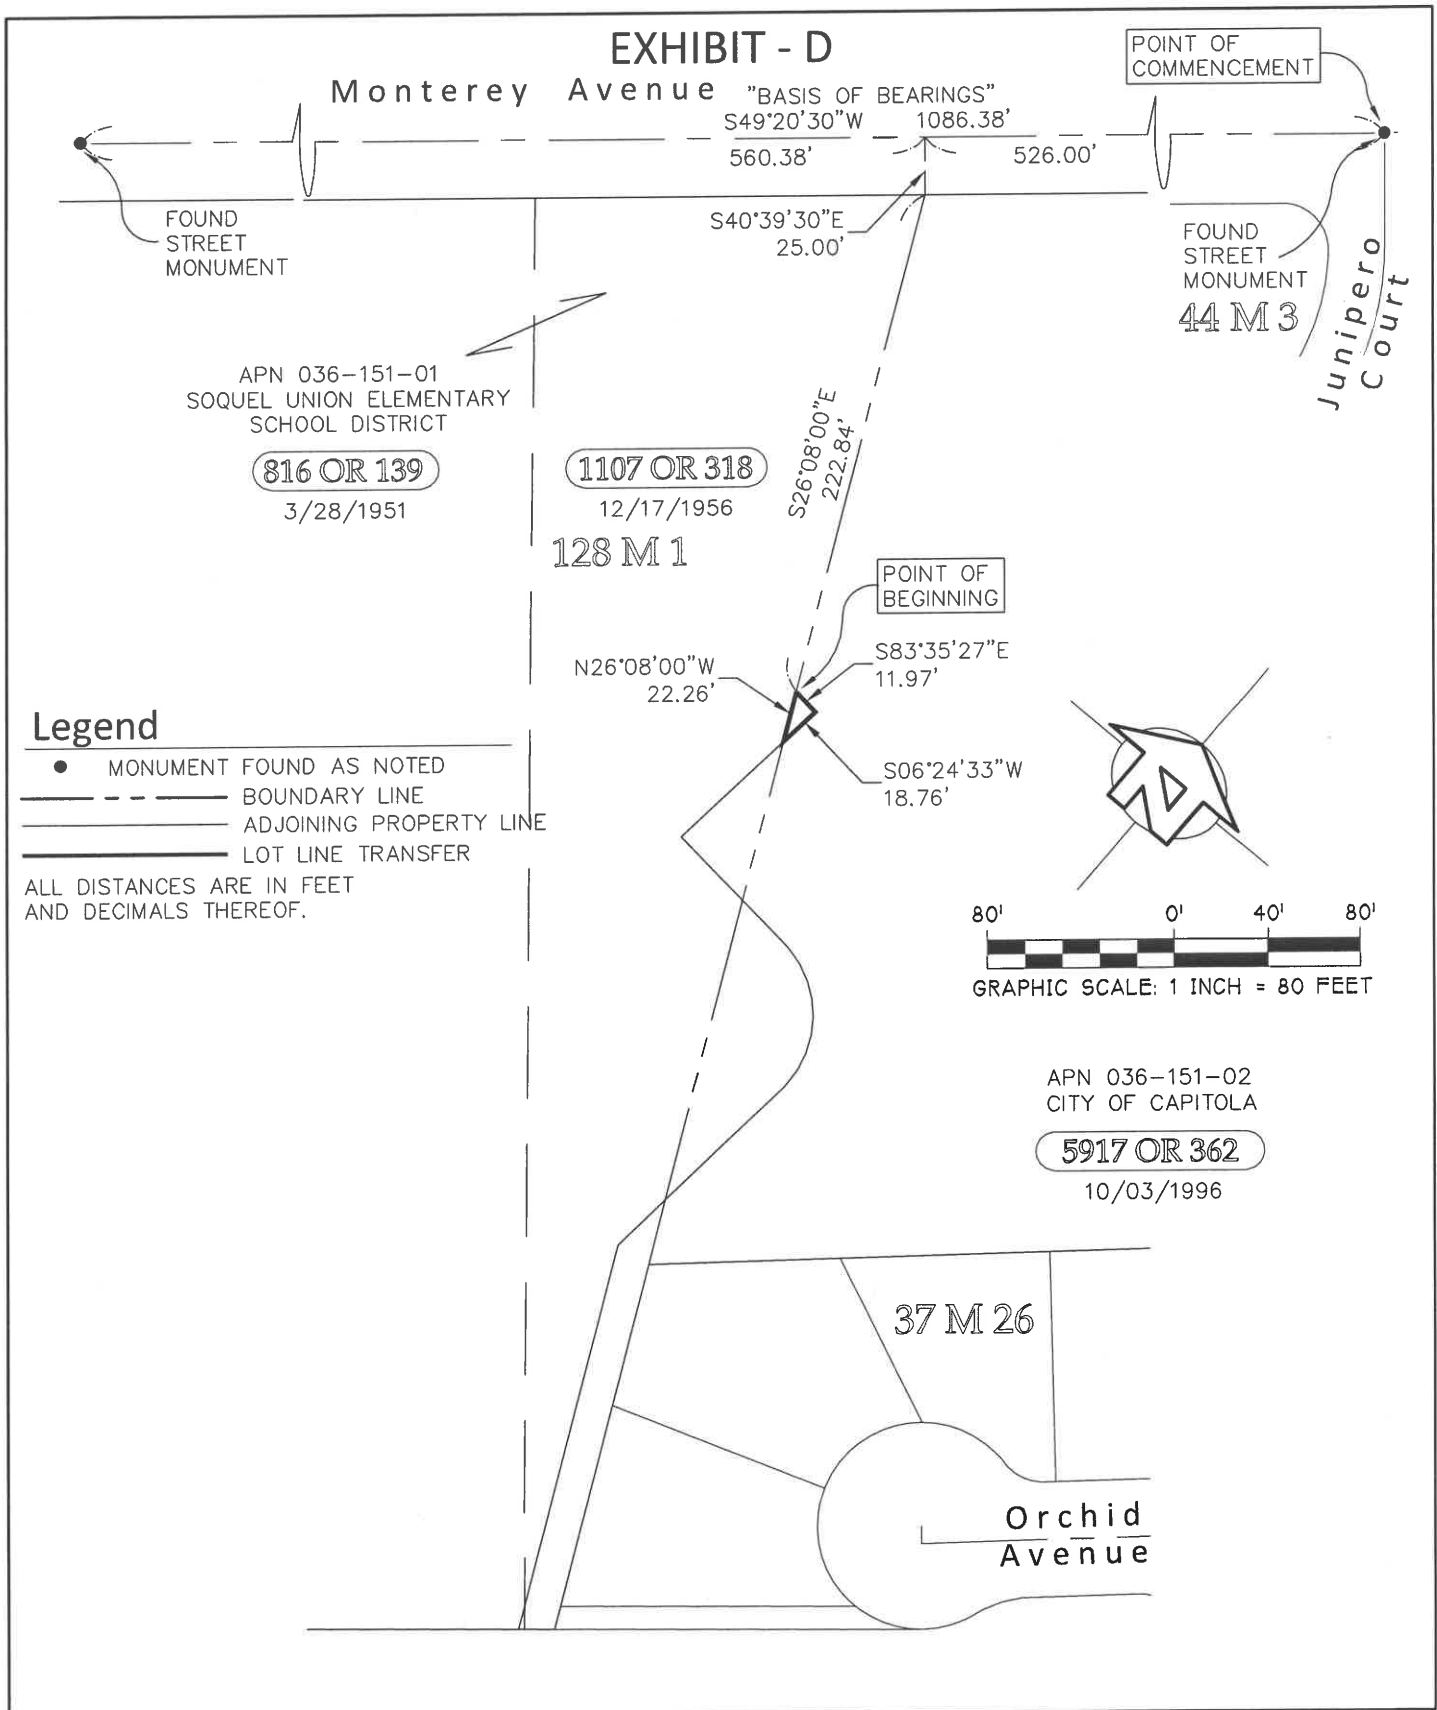 EXHIBIT - D
POINT OF
COMMENCEMENT
Monterey Avenue
"BASIS OF BEARINGS"
S49°20'30"W 1086.38'
560.38'
526.00'
FOUND
STREET
MONUMENT
S40°39'30"E
25.00'
FOUND
STREET
MONUMENT
44 M 3
Junipero
Court
APN 036-151-01
SOQUEL UNION ELEMENTARY
SCHOOL DISTRICT
816 OR 139
3/28/1951
1107 OR 318
12/17/1956
128 M 1
S26°08'00"E
222.84'
POINT OF
BEGINNING
N26°08'00"W
22.26'
S83°35'27"E
11.97'
S06°24'33"W
18.76'
Legend
MONUMENT FOUND AS NOTED
BOUNDARY LINE
ADJOINING PROPERTY LINE
LOT LINE TRANSFER
ALL DISTANCES ARE IN FEET
AND DECIMALS THEREOF.
80' 0' 40' 80'
GRAPHIC SCALE: 1 INCH = 80 FEET
APN 036-151-02
CITY OF CAPITOLA
5917 OR 362
10/03/1996
37 M 26
Orchid
Avenue